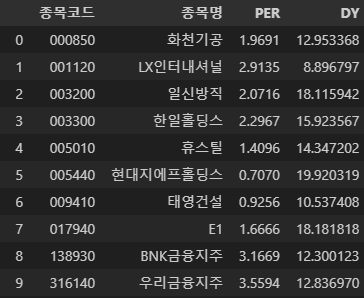 종목코드 종목명 PER DY
0 000850 화천기공 1.9691 12.953368
1 001120 LX인터내셔널 2.9135 8.896797
2 003200 일신방직 2.0716 18.115942
3 003300 한일홀딩스 2.2967 15.923567
4 005010 휴스틸 1.4096 14.347202
5 005440 현대지에프홀딩스 0.7070 19.920319
6 009410 태영건설 0.9256 10.537408
7 017940 E1 1.6666 18.181818
8 138930 BNK금융지주 3.1669 12.300123
9 316140 우리금융지주 3.5594 12.836970